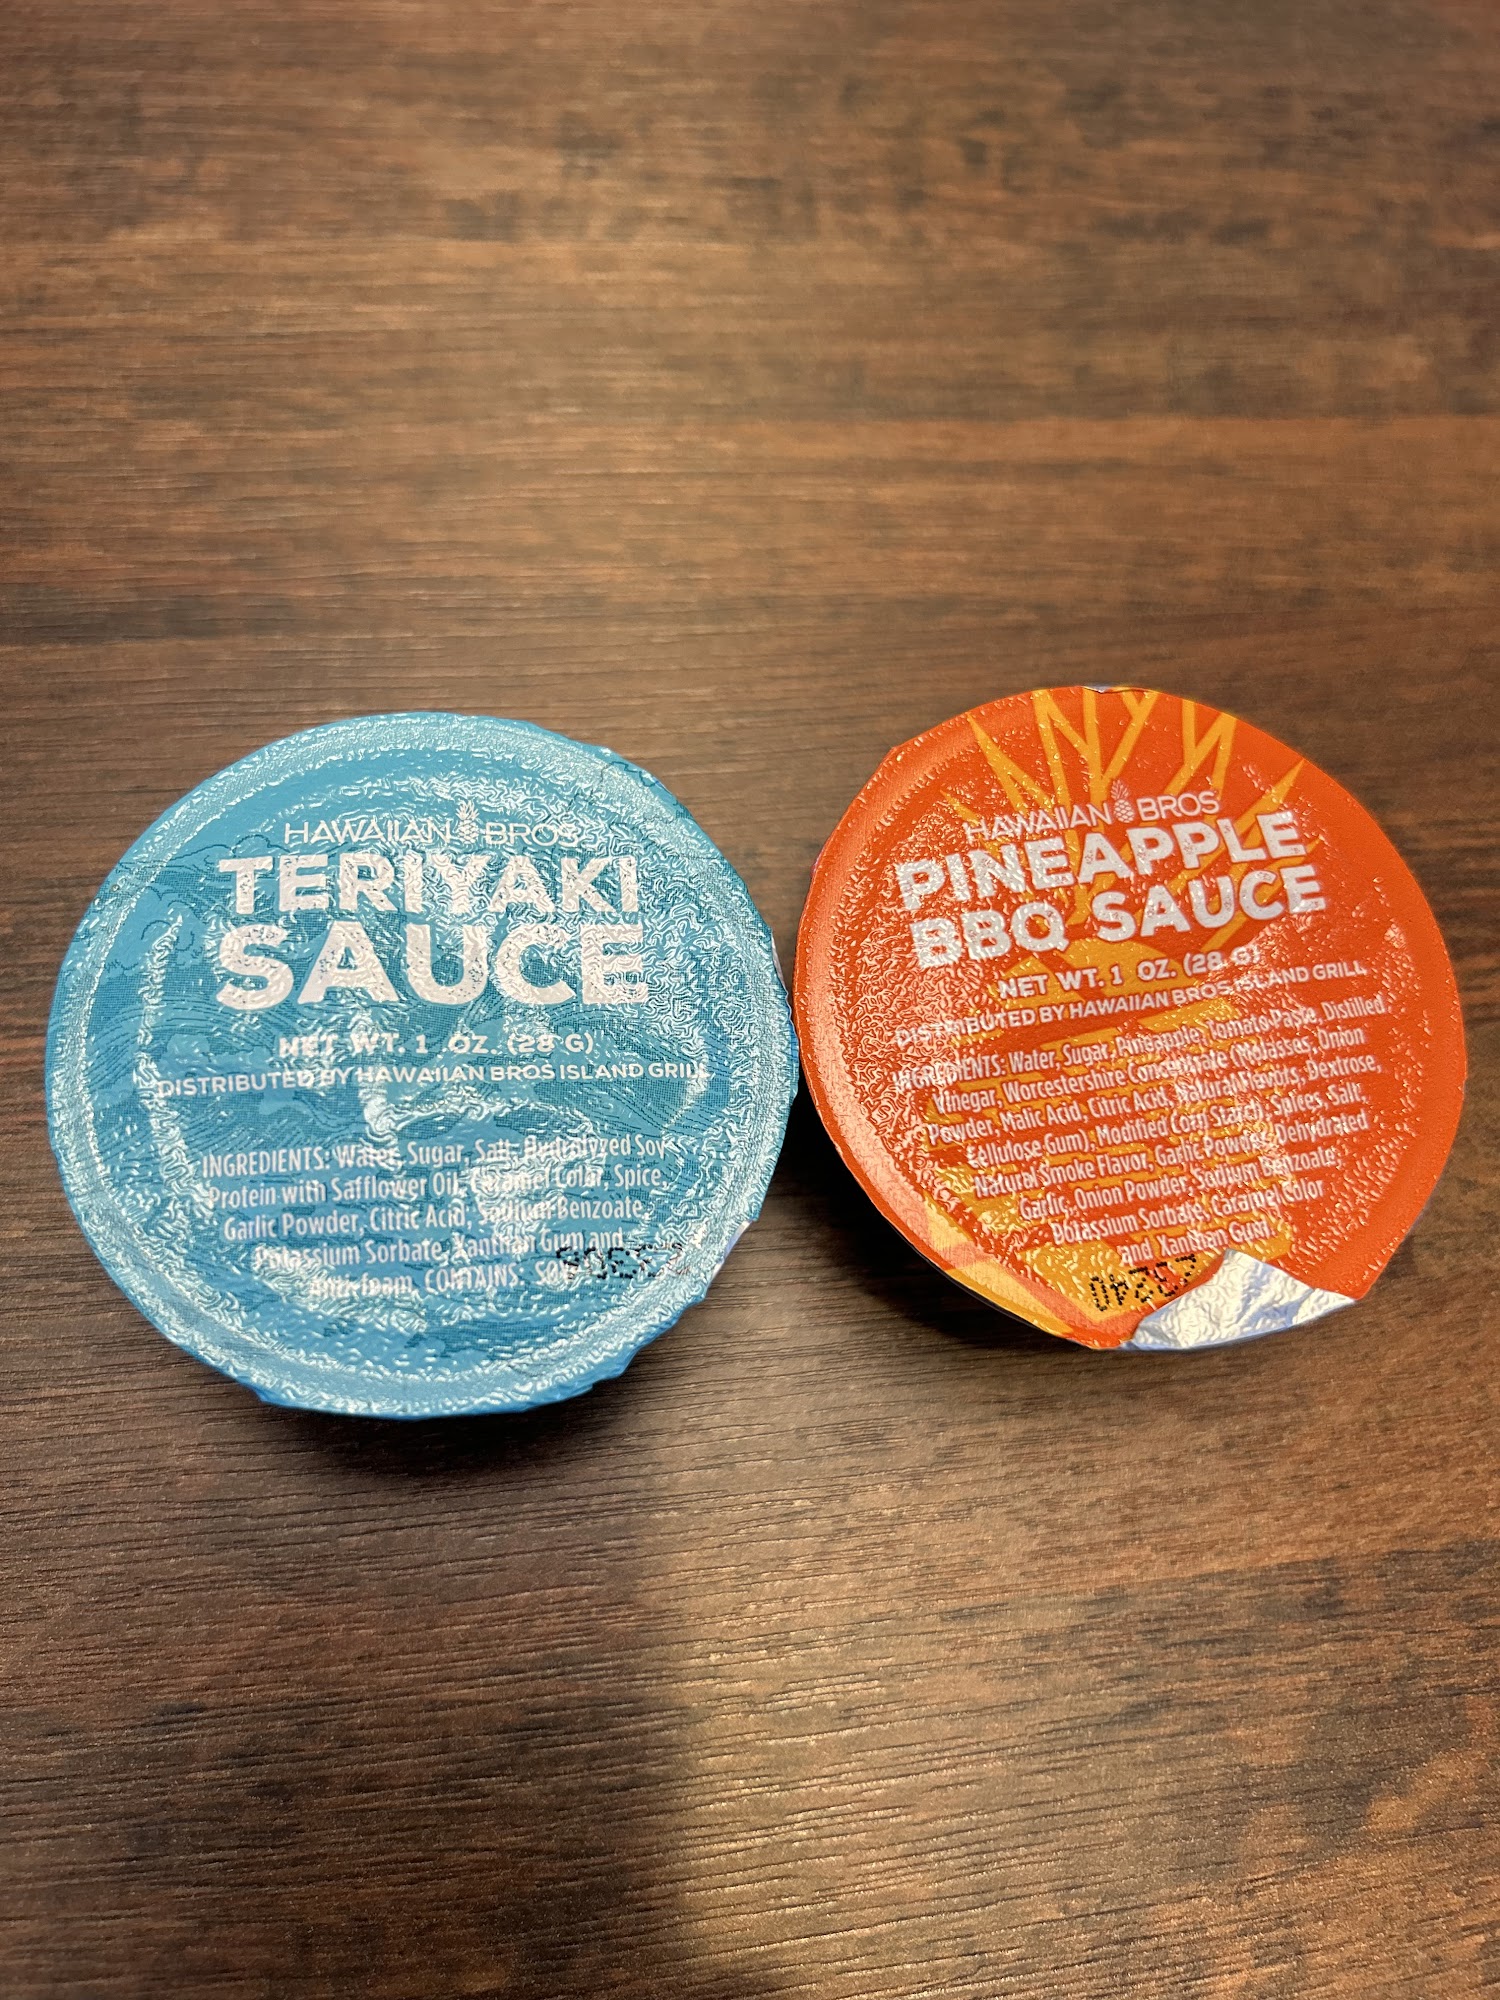 HAWAIIAN BROS
TERIYAKI
SAUCE
NET WT. 1 OZ. (28 G)
DISTRIBUTED BY HAWAIIAN BROS ISLAND GRILL
INGREDIENTS: Water, Sugar, Salt, Hydrolyzed Soy
Protein with Safflower Oil, Caramel Color, Spice,
Garlic Powder, Citric Acid, Sodium Benzoate,
Potassium Sorbate, Xanthan Gum and
Anti-foam. CONTAINS: SOY
HAWAIIAN BROS
PINEAPPLE
BBQ SAUCE
NET WT. 1 OZ. (28 G)
DISTRIBUTED BY HAWAIIAN BROS ISLAND GRILL
INGREDIENTS: Water, Sugar, Pineapple, Tomato Paste, Distilled
Vinegar, Worcestershire Concentrate (Molasses, Onion
Powder, Malic Acid, Citric Acid, Natural Flavors, Dextrose,
Cellulose Gum), Modified Corn Starch, Spices, Salt,
Natural Smoke Flavor, Garlic Powder, Dehydrated
Garlic, Onion Powder, Sodium Benzoate,
Potassium Sorbate, Caramel Color
and Xanthan Gum.
23240